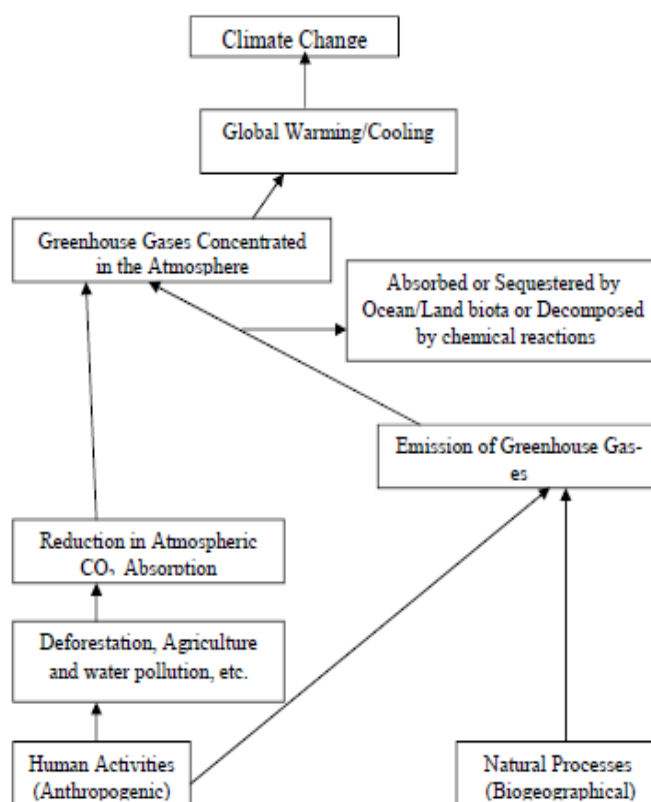 Climate Change
Global Warming/Cooling
Greenhouse Gases Concentrated
in the Atmosphere
Absorbed or Sequestered by
Ocean/Land biota or Decomposed
by chemical reactions
Emission of Greenhouse Gas-
es
Reduction in Atmospheric
CO₂ Absorption
Deforestation, Agriculture
and water pollution, etc.
Human Activities
(Anthropogenic)
Natural Processes
(Biogeographical)